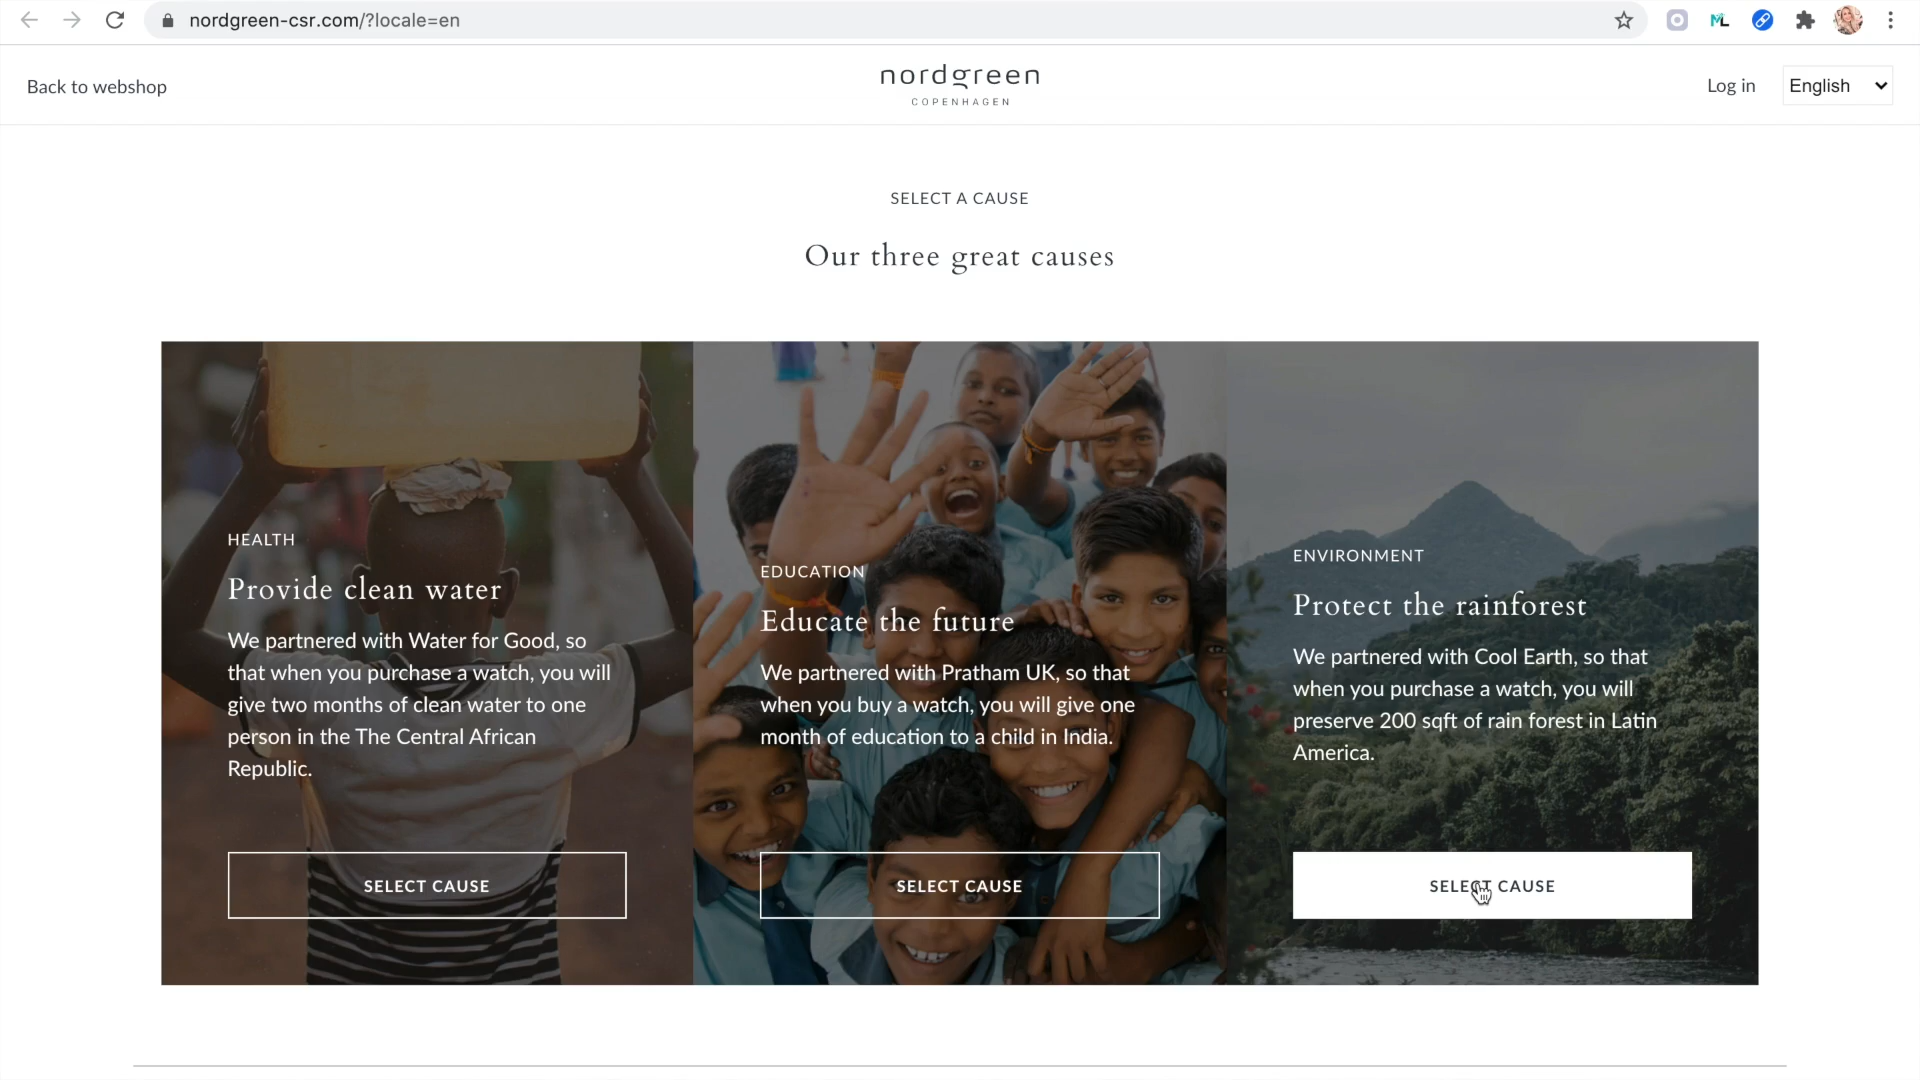 nordgreen-csr.com/?locale=en
Back to webshop
nordgreen
COPENHAGEN
Log in
English
SELECT A CAUSE
Our three great causes
HEALTH
Provide clean water
We partnered with Water for Good, so
that when you purchase a watch, you will
give two months of clean water to one
person in the The Central African
Republic.
SELECT CAUSE
EDUCATION
Educate the future
We partnered with Pratham UK, so that
when you buy a watch, you will give one
month of education to a child in India.
SELECT CAUSE
ENVIRONMENT
Protect the rainforest
We partnered with Cool Earth, so that
when you purchase a watch, you will
preserve 200 sqft of rain forest in Latin
America.
SELECT CAUSE